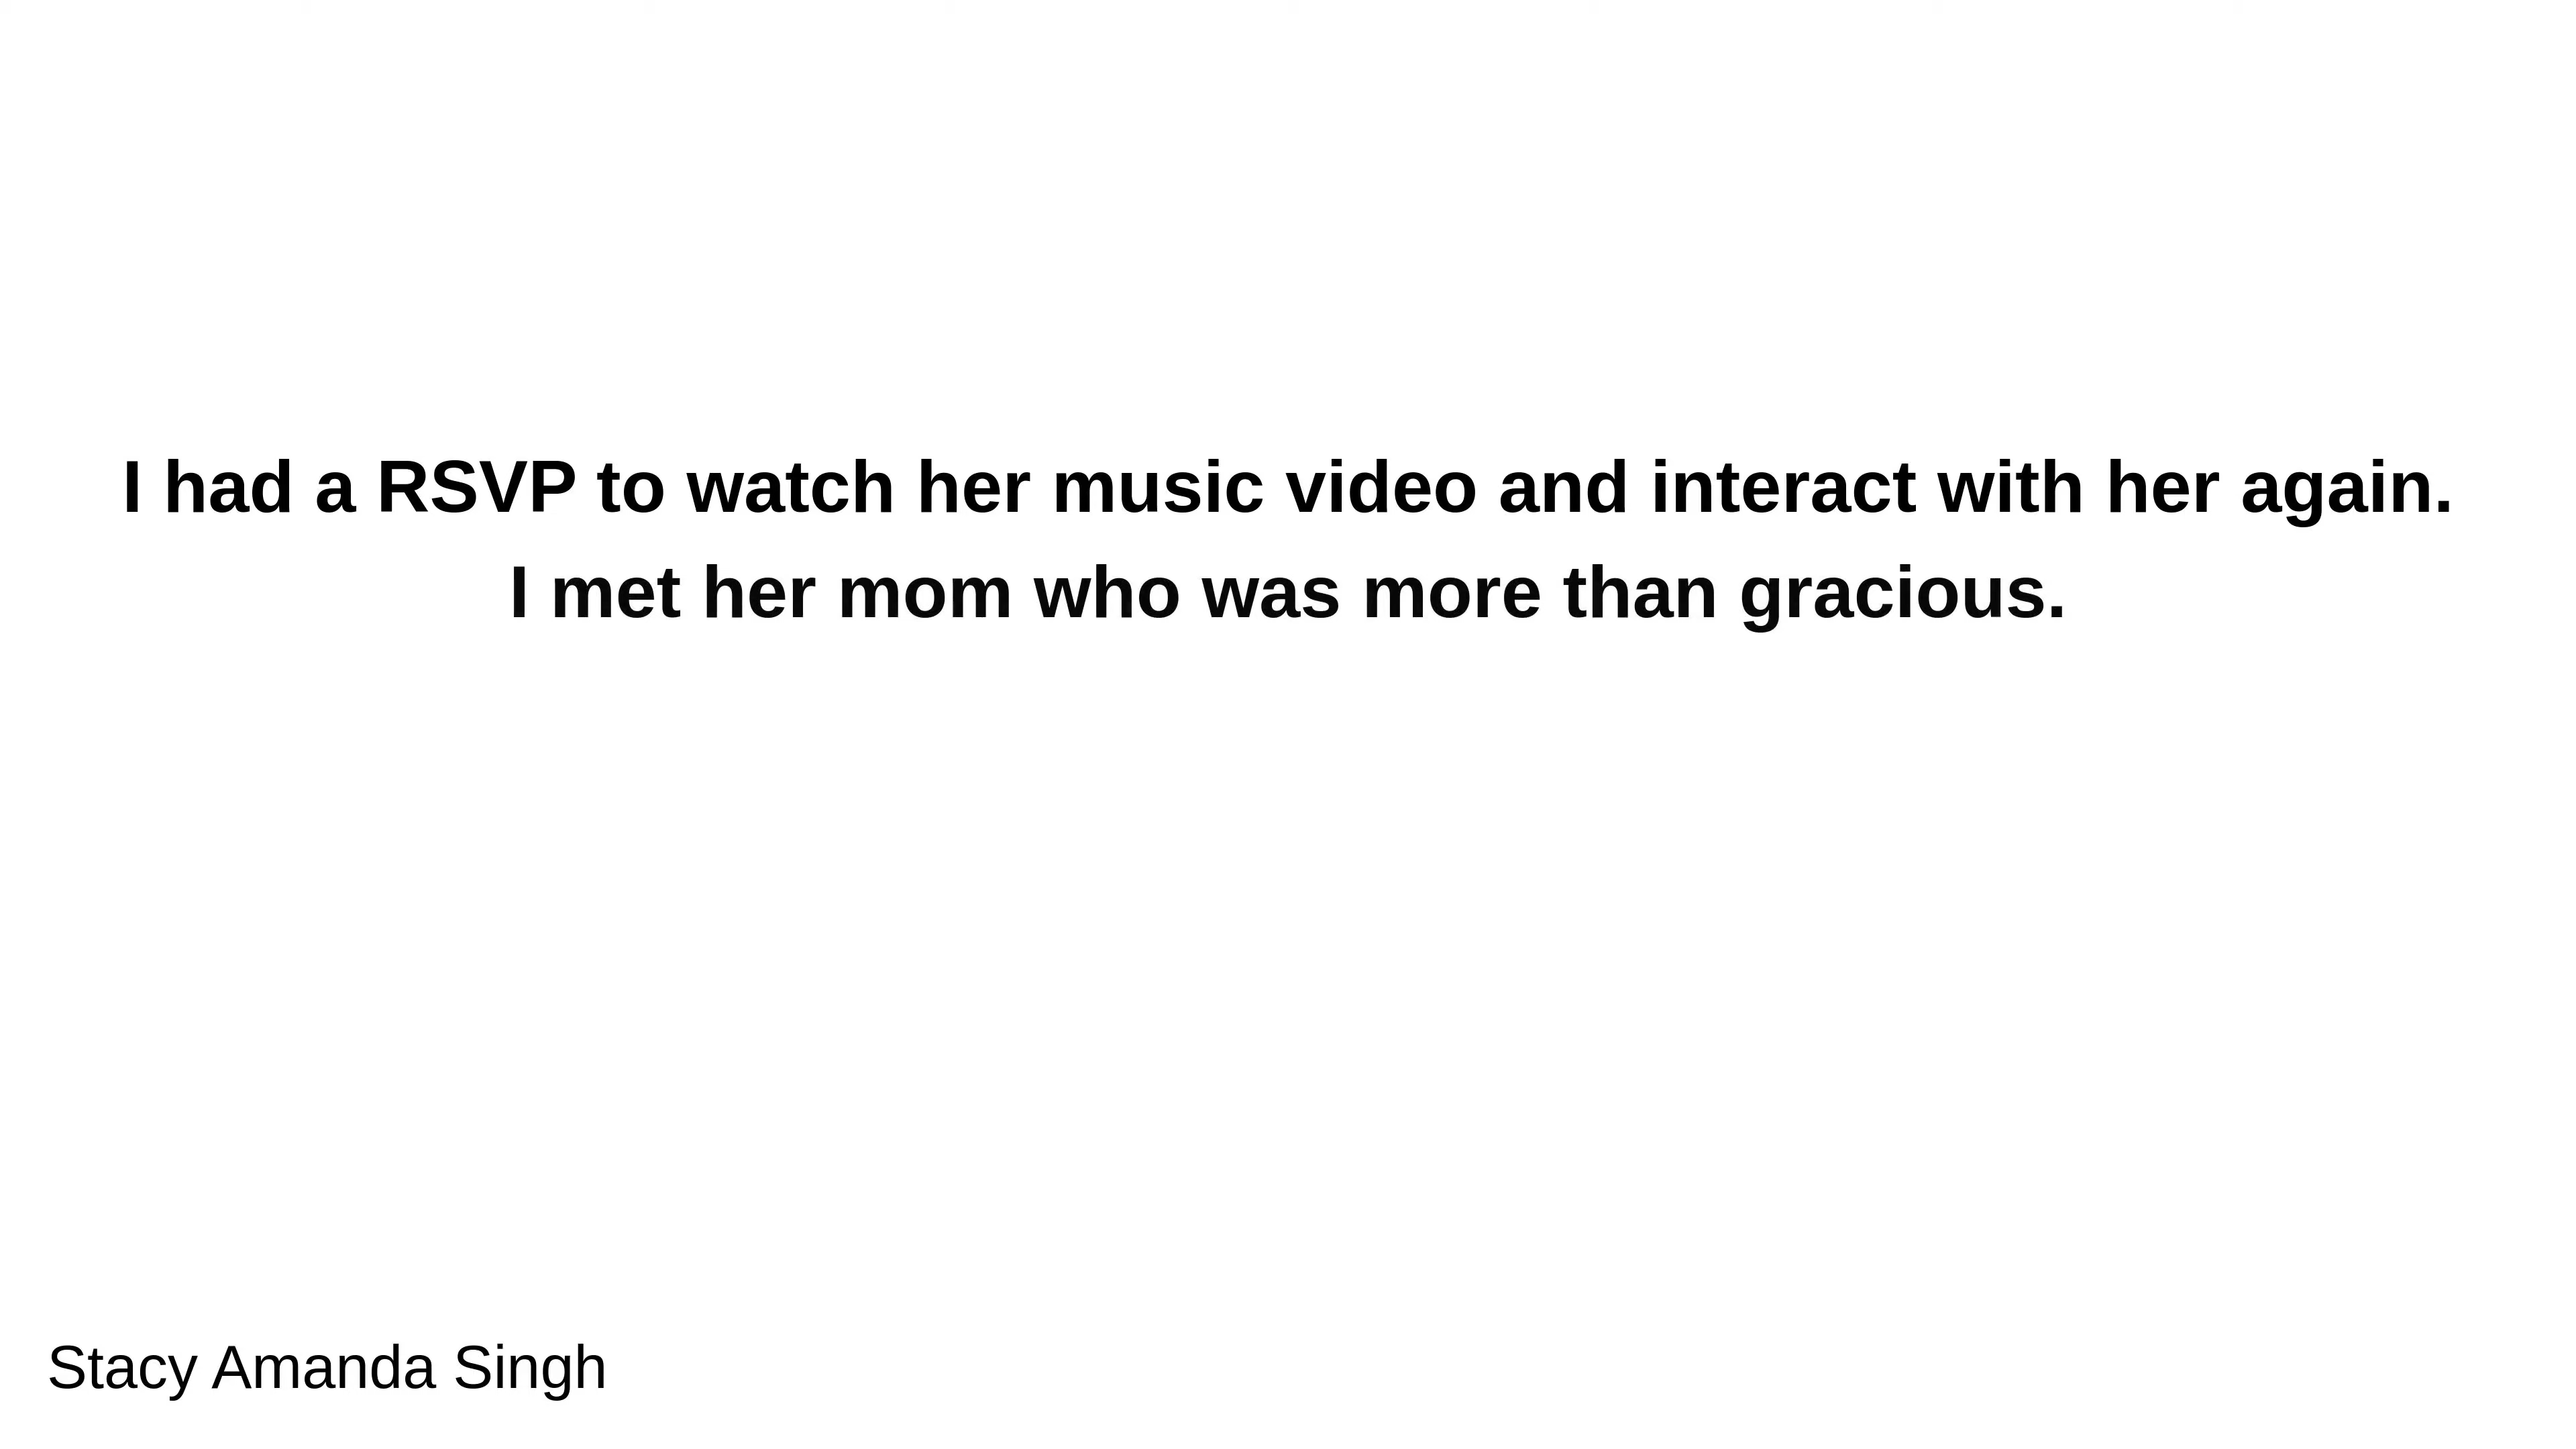 I had a RSVP to watch her music video and interact with her again.
I met her mom who was more than gracious.
Stacy Amanda Singh